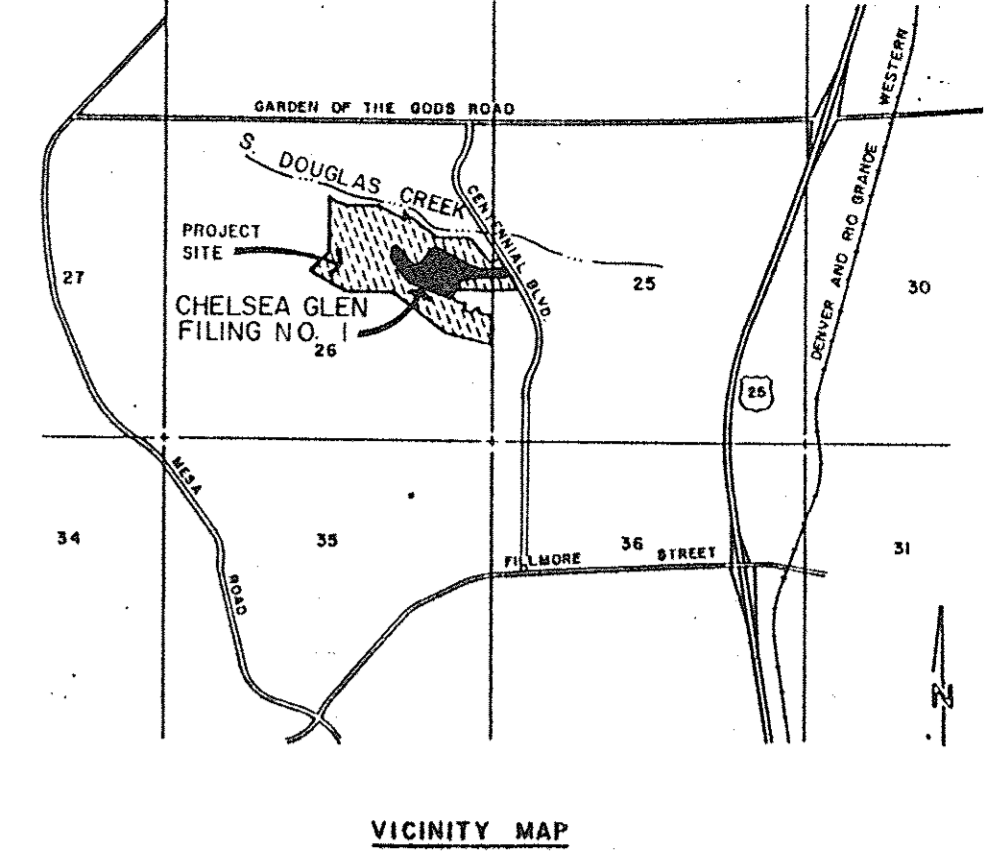 GARDEN OF THE GODS ROAD
DENVER AND RIO GRANDE WESTERN
S. DOUGLAS CREEK
CENTENNIAL BLVD.
PROJECT
SITE
27
25
30
CHELSEA GLEN
FILING NO. 1
26
25
MESA ROAD
34
35
36
31
FILLMORE STREET
N
VICINITY MAP